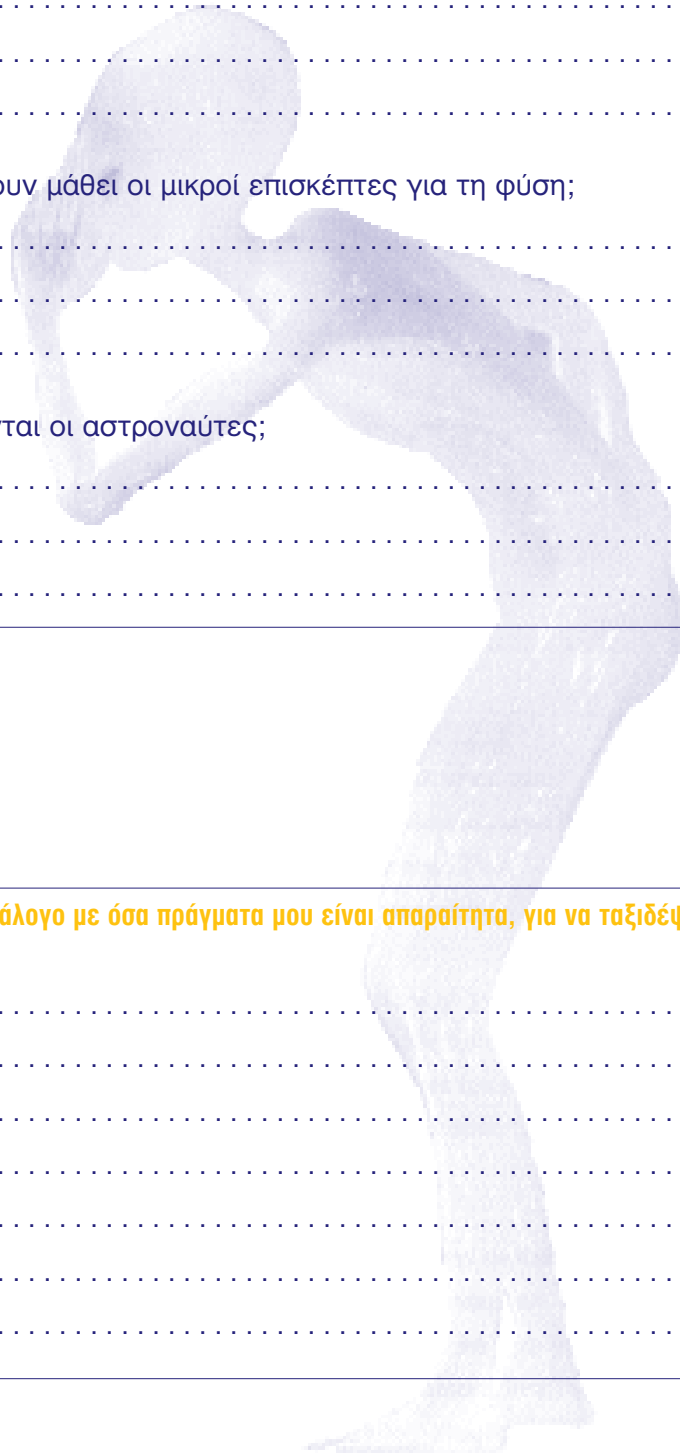 ουν μάθει οι μικροί επισκέπτες για τη φύση;
νται οι αστροναύτες;
άλογο με όσα πράγματα μου είναι απαραίτητα, για να ταξιδέψ